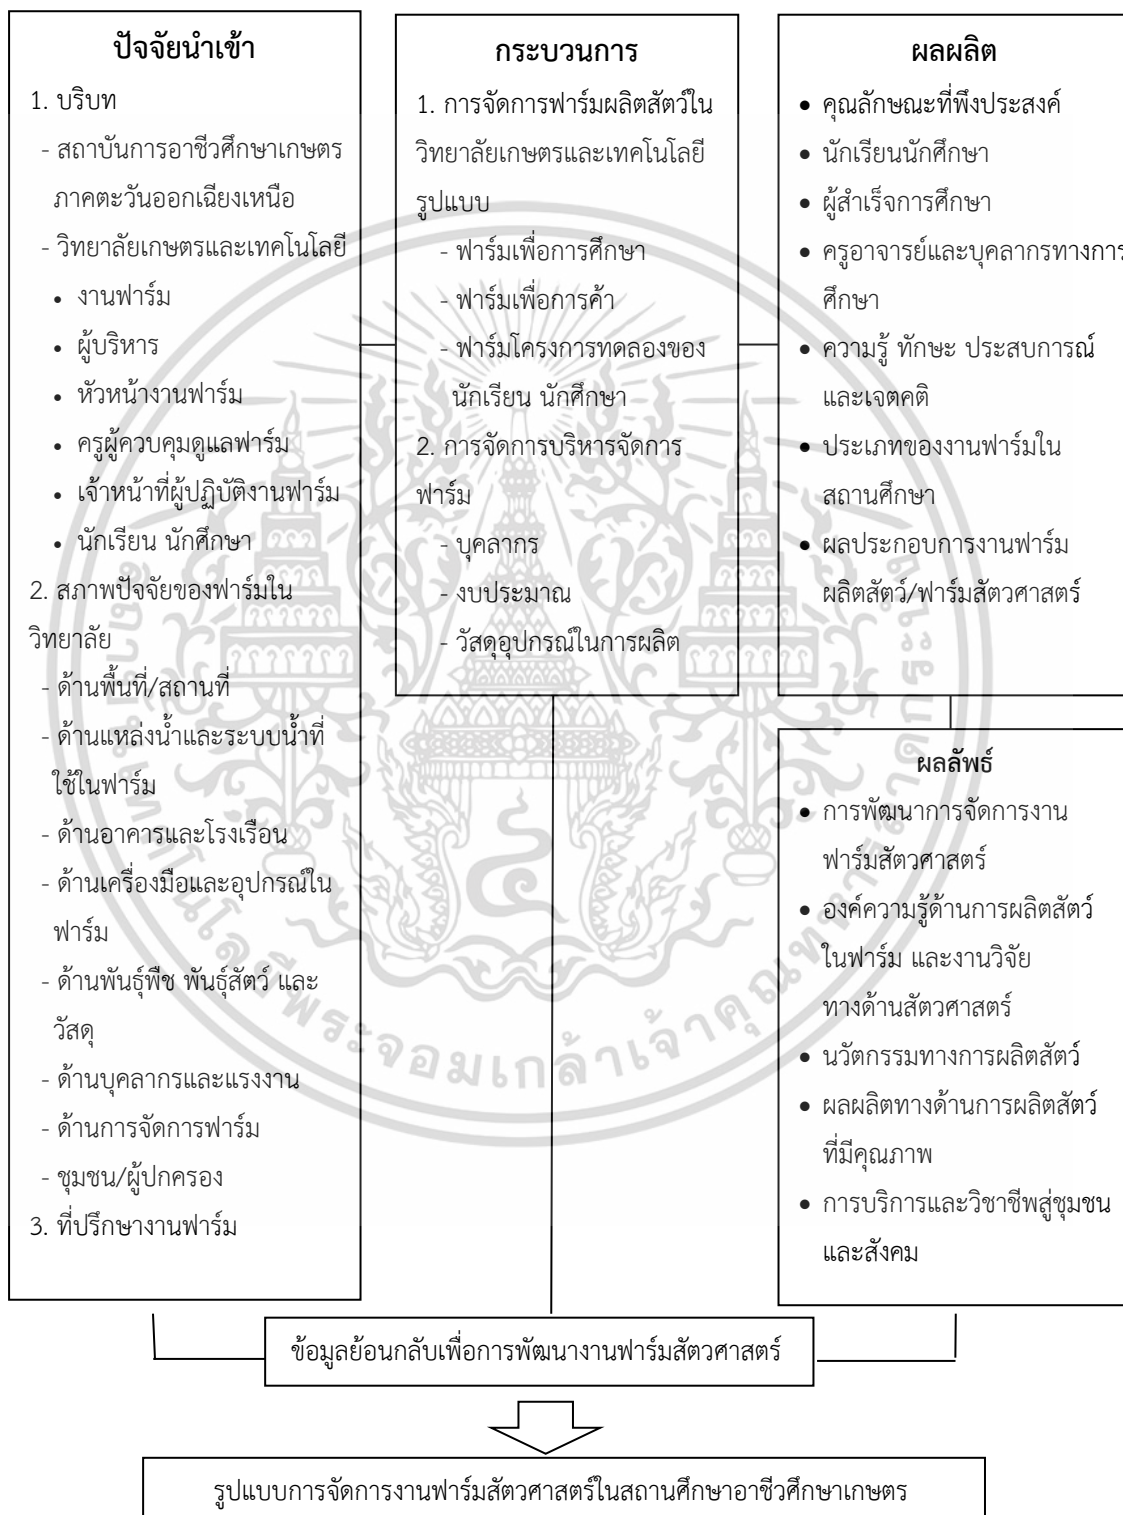 ปัจจัยนำเข้า
1. บริบท
- สถาบันการอาชีวศึกษาเกษตร
ภาคตะวันออกเฉียงเหนือ
- วิทยาลัยเกษตรและเทคโนโลยี
• งานฟาร์ม
• ผู้บริหาร
• หัวหน้างานฟาร์ม
• ครูผู้ควบคุมดูแลฟาร์ม
• เจ้าหน้าที่ผู้ปฏิบัติงานฟาร์ม
• นักเรียน นักศึกษา
2. สภาพปัจจัยของฟาร์มใน
วิทยาลัย
- ด้านพื้นที่/สถานที่
- ด้านแหล่งน้ำและระบบน้ำที่
ใช้ในฟาร์ม
- ด้านอาคารและโรงเรือน
- ด้านเครื่องมือและอุปกรณ์ใน
ฟาร์ม
- ด้านพันธุ์พืช พันธุ์สัตว์ และ
วัสดุ
- ด้านบุคลากรและแรงงาน
- ด้านการจัดการฟาร์ม
- ชุมชน/ผู้ปกครอง
3. ที่ปรึกษางานฟาร์ม
กระบวนการ
1. การจัดการฟาร์มผลิตสัตว์ใน
วิทยาลัยเกษตรและเทคโนโลยี
รูปแบบ
- ฟาร์มเพื่อการศึกษา
- ฟาร์มเพื่อการค้า
- ฟาร์มโครงการทดลองของ
นักเรียน นักศึกษา
2. การจัดการบริหารจัดการ
ฟาร์ม
- บุคลากร
- งบประมาณ
- วัสดุอุปกรณ์ในการผลิต
ผลผลิต
• คุณลักษณะที่พึงประสงค์
• นักเรียนนักศึกษา
• ผู้สำเร็จการศึกษา
• ครูอาจารย์และบุคลากรทางการ
ศึกษา
• ความรู้ ทักษะ ประสบการณ์
และเจตคติ
• ประเภทของงานฟาร์มใน
สถานศึกษา
• ผลประกอบการงานฟาร์ม
ผลิตสัตว์/ฟาร์มสัตวศาสตร์
ผลลัพธ์
• การพัฒนาการจัดการงาน
ฟาร์มสัตวศาสตร์
• องค์ความรู้ด้านการผลิตสัตว์
ในฟาร์ม และงานวิจัย
ทางด้านสัตวศาสตร์
• นวัตกรรมทางการผลิตสัตว์
• ผลผลิตทางด้านการผลิตสัตว์
ที่มีคุณภาพ
• การบริการและวิชาชีพสู่ชุมชน
และสังคม
ข้อมูลย้อนกลับเพื่อการพัฒนางานฟาร์มสัตวศาสตร์
รูปแบบการจัดการงานฟาร์มสัตวศาสตร์ในสถานศึกษาอาชีวศึกษาเกษตร
พระจอมเกล้าเจ้าคุณทหารลาดกระบัง